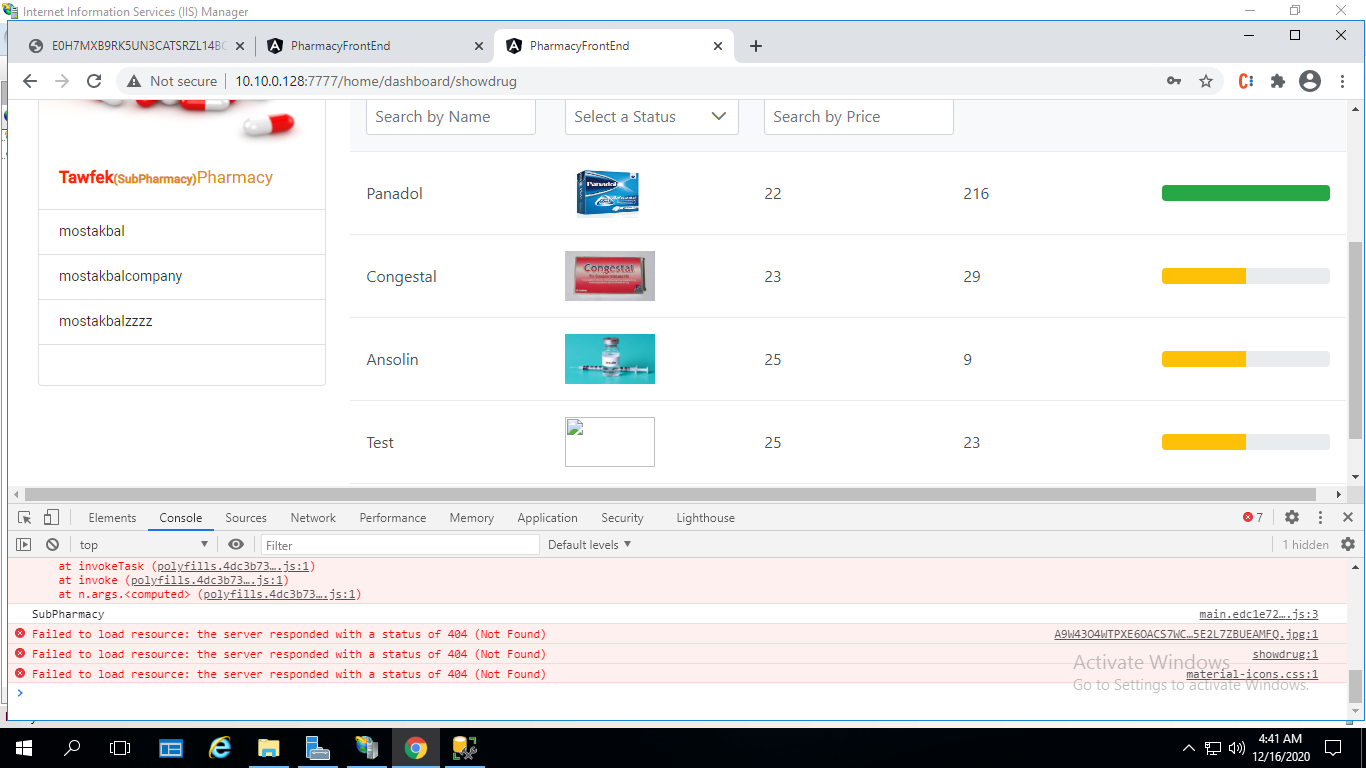 Internet Information Services (IIS) Manager
E0H7MXB9RK5UN3CATSRZL14BC
PharmacyFrontEnd
PharmacyFrontEnd
Not secure | 10.10.0.128:7777/home/dashboard/showdrug
Search by Name
Select a Status
Search by Price
Tawfek(SubPharmacy)Pharmacy
mostakbal
mostakbalcompany
mostakbalzzzz
Panadol
Panadol
22
216
Congestal
Congestal
23
29
Ansolin
25
9
Test
25
23
Elements
Console
Sources
Network
Performance
Memory
Application
Security
Lighthouse
7
top
Filter
Default levels
1 hidden
at invokeTask (polyfills.4dc3b73….js:1)
at invoke (polyfills.4dc3b73….js:1)
at n.args.<computed> (polyfills.4dc3b73….js:1)
SubPharmacy
main.edc1e72….js:3
Failed to load resource: the server responded with a status of 404 (Not Found)
A9W43O4WTPXE6OACS7WC…5E2L7ZBUEAMFQ.jpg:1
Failed to load resource: the server responded with a status of 404 (Not Found)
showdrug:1
Failed to load resource: the server responded with a status of 404 (Not Found)
material-icons.css:1
Activate Windows
Go to Settings to activate Windows.
4:41 AM
12/16/2020